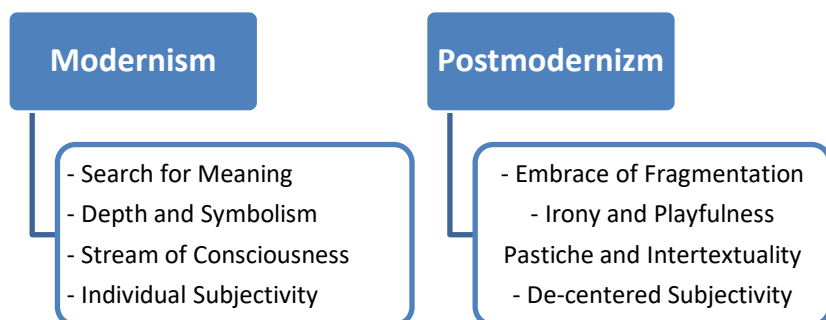 Modernism
- Search for Meaning
- Depth and Symbolism
- Stream of Consciousness
- Individual Subjectivity
Postmodernizm
- Embrace of Fragmentation
- Irony and Playfulness
Pastiche and Intertextuality
- De-centered Subjectivity